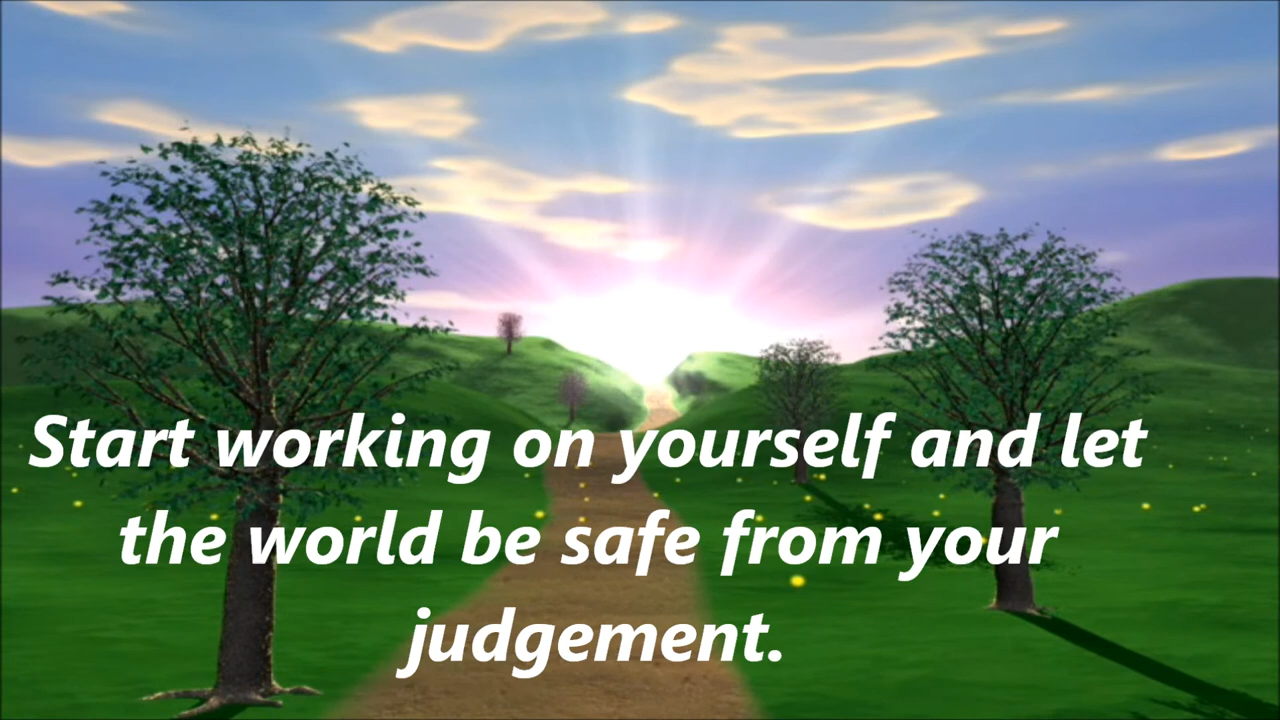 Start working on yourself and let
the world be safe from your
judgement.